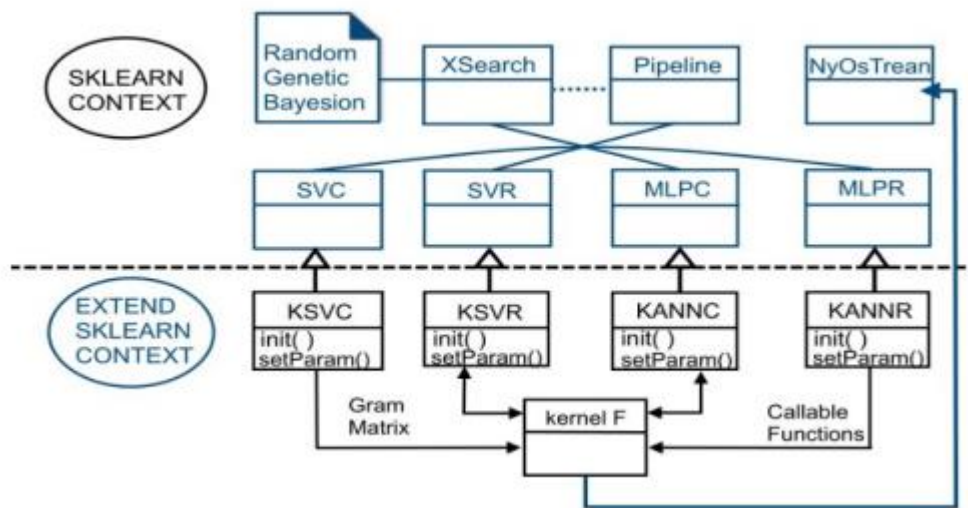 SKLEARN
CONTEXT
Random
Genetic
Bayesion
XSearch
Pipeline
NyOsTrean
SVC
SVR
MLPC
MLPR
EXTEND
SKLEARN
CONTEXT
KSVC
init( )
setParam()
KSVR
init( )
setParam()
KANNC
init( )
setParam()
KANNR
init( )
setParam()
Gram
Matrix
kernel F
Callable
Functions